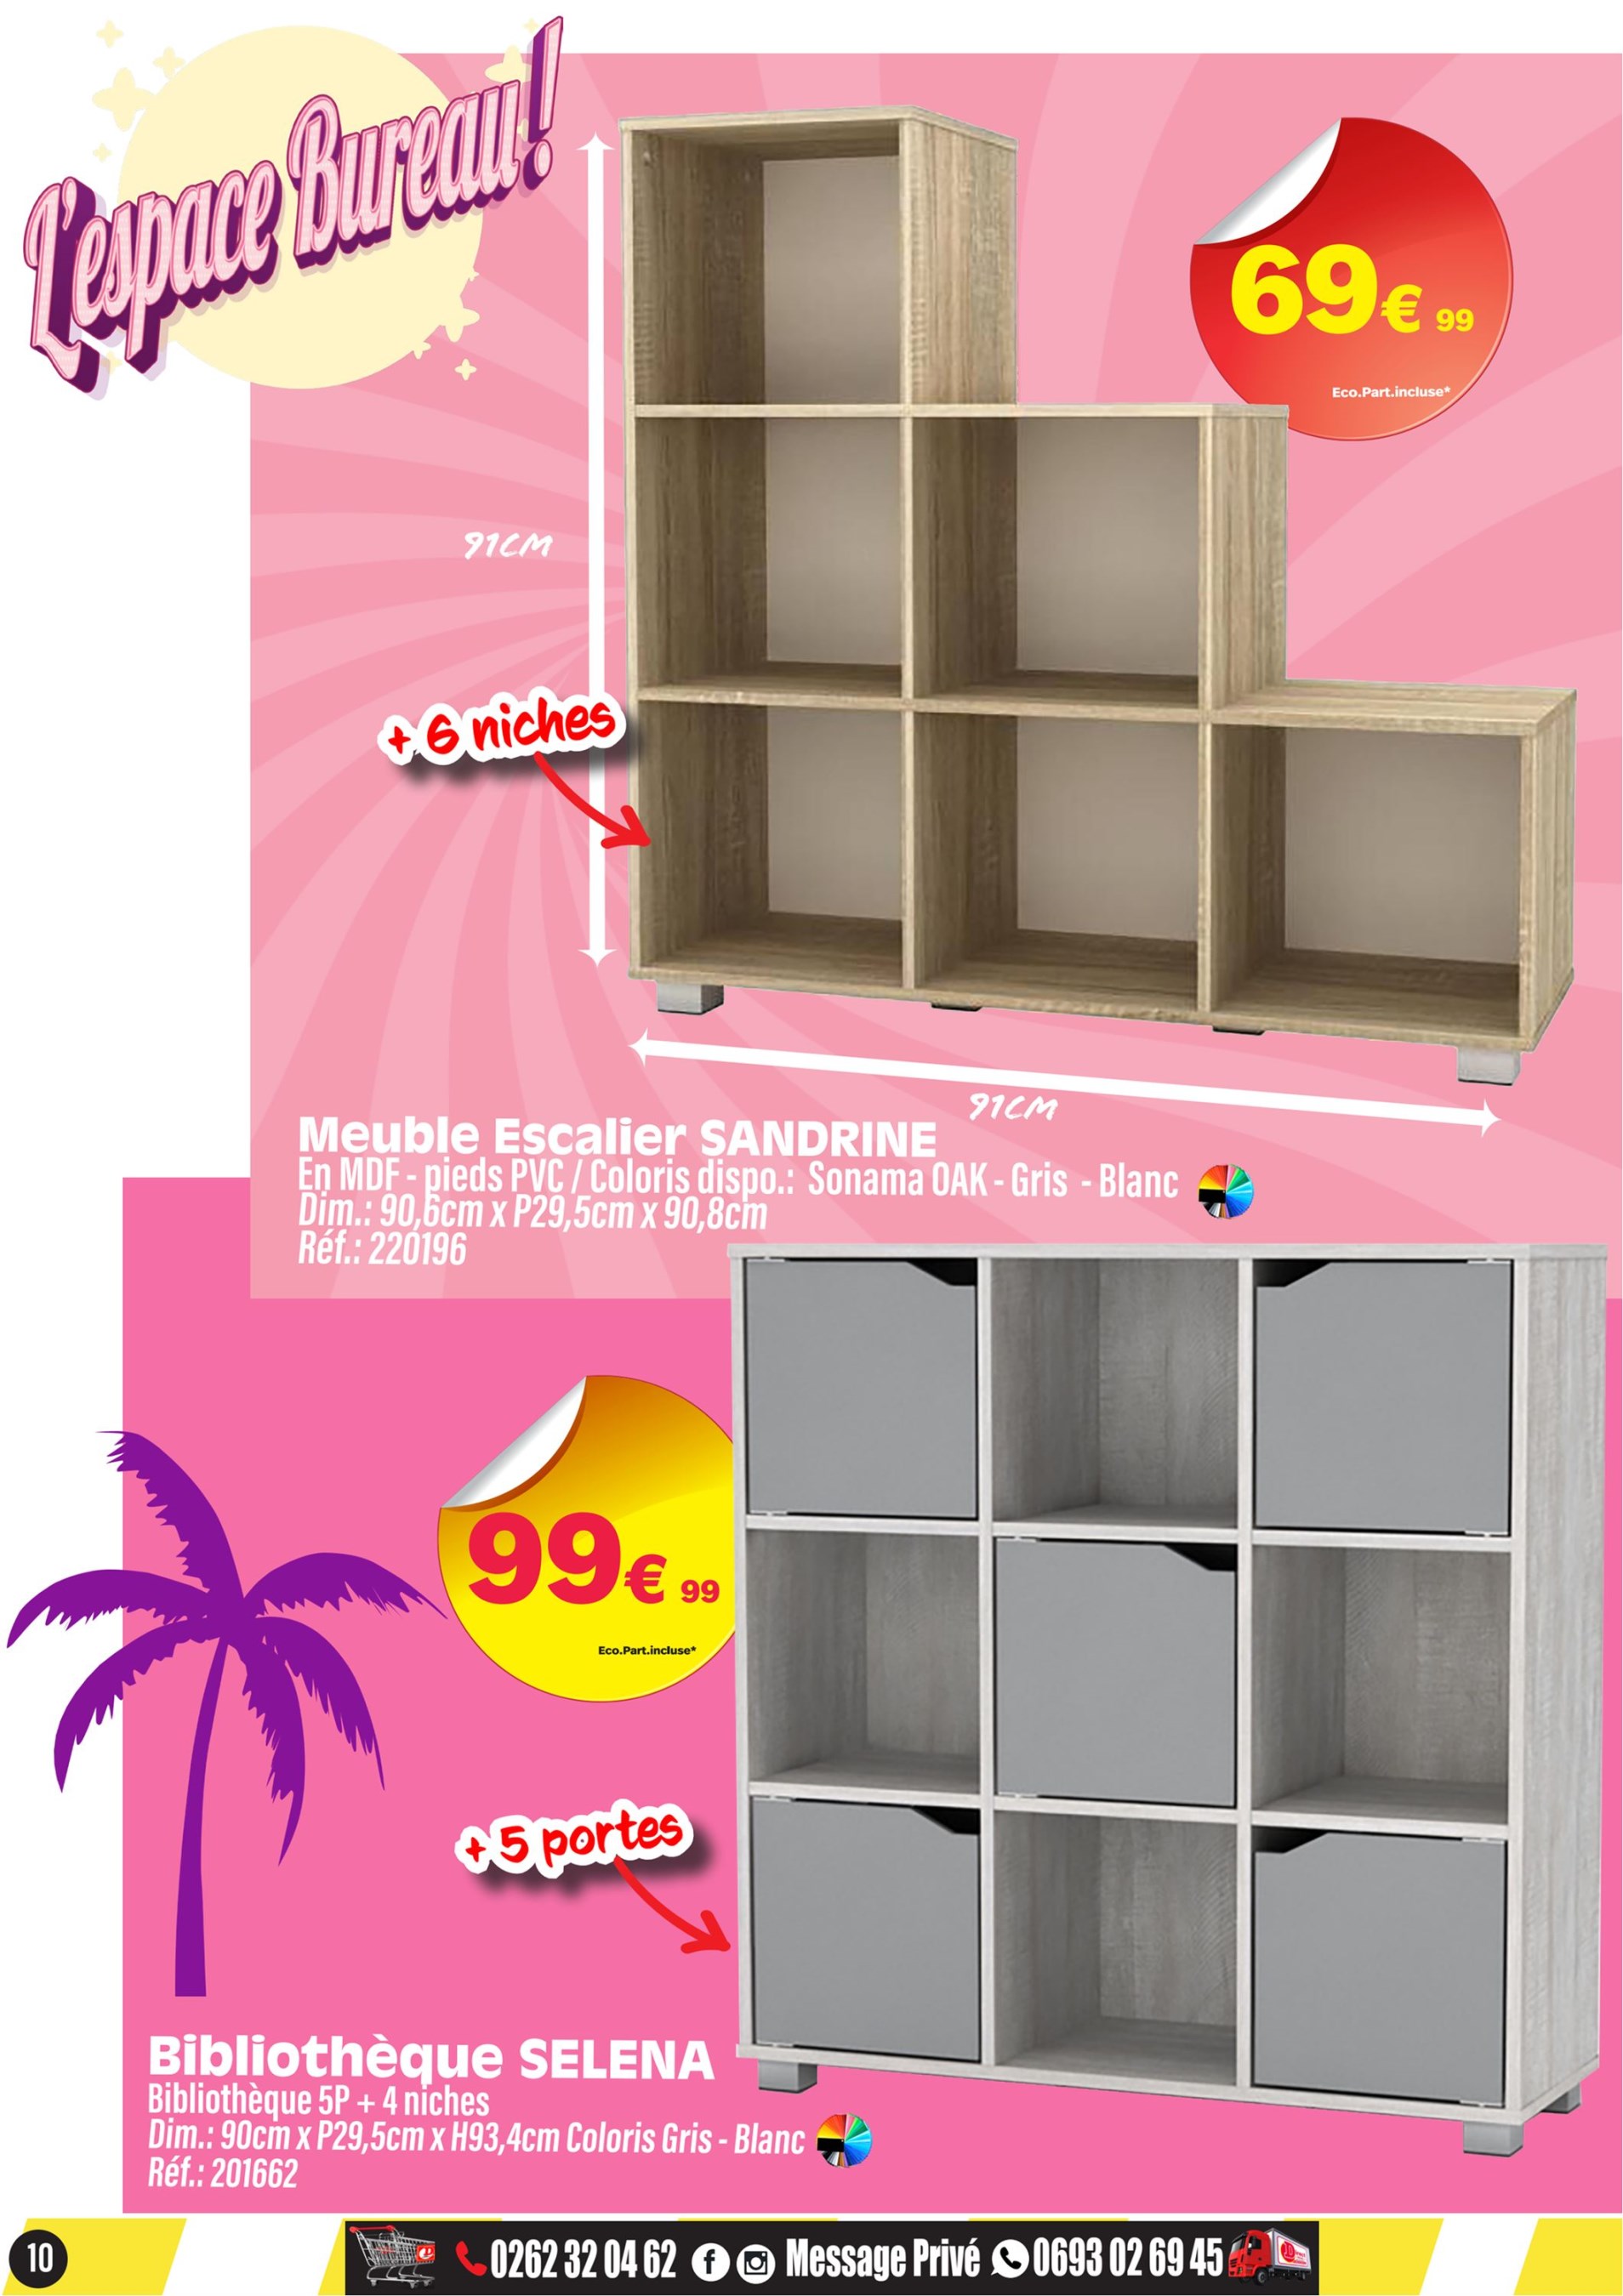 L'espace Bureau!
69€ 99
Eco.Part.incluse*
91CM
+ 6 niches
91CM
Meuble Escalier SANDRINE
En MDF - pieds PVC / Coloris dispo.: Sonama OAK - Gris - Blanc
Dim.: 90,6cm x P29,5cm x 90,8cm
Réf.: 220196
99€ 99
Eco.Part.incluse*
+ 5 portes
Bibliothèque SELENA
Bibliothèque 5P + 4 niches
Dim.: 90cm x P29,5cm x H93,4cm Coloris Gris - Blanc
Réf.: 201662
10
0262 32 04 62 Message Privé 0693 02 69 45